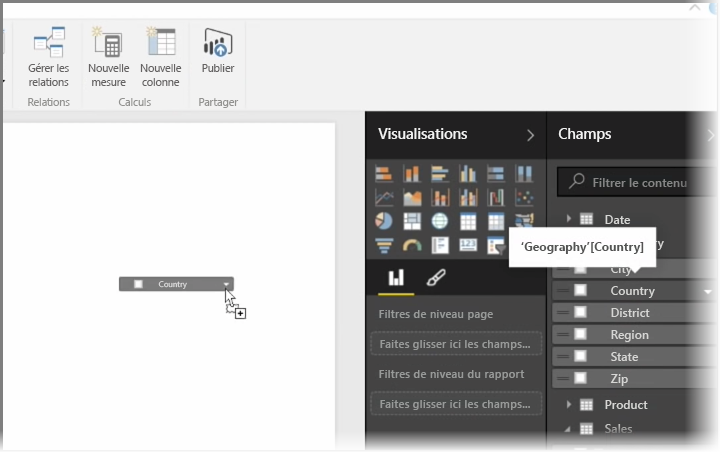 Gérer les
relations
Nouvelle
mesure
Nouvelle
colonne
Publier
Relations
Calculs
Partager
Visualisations
Champs
Filtrer le contenu
Date
'Geography'[Country]
City
Country
Country
District
Region
State
Zip
Product
Sales
Filtres de niveau page
Faites glisser ici les champs...
Filtres de niveau du rapport
Faites glisser ici les champs...